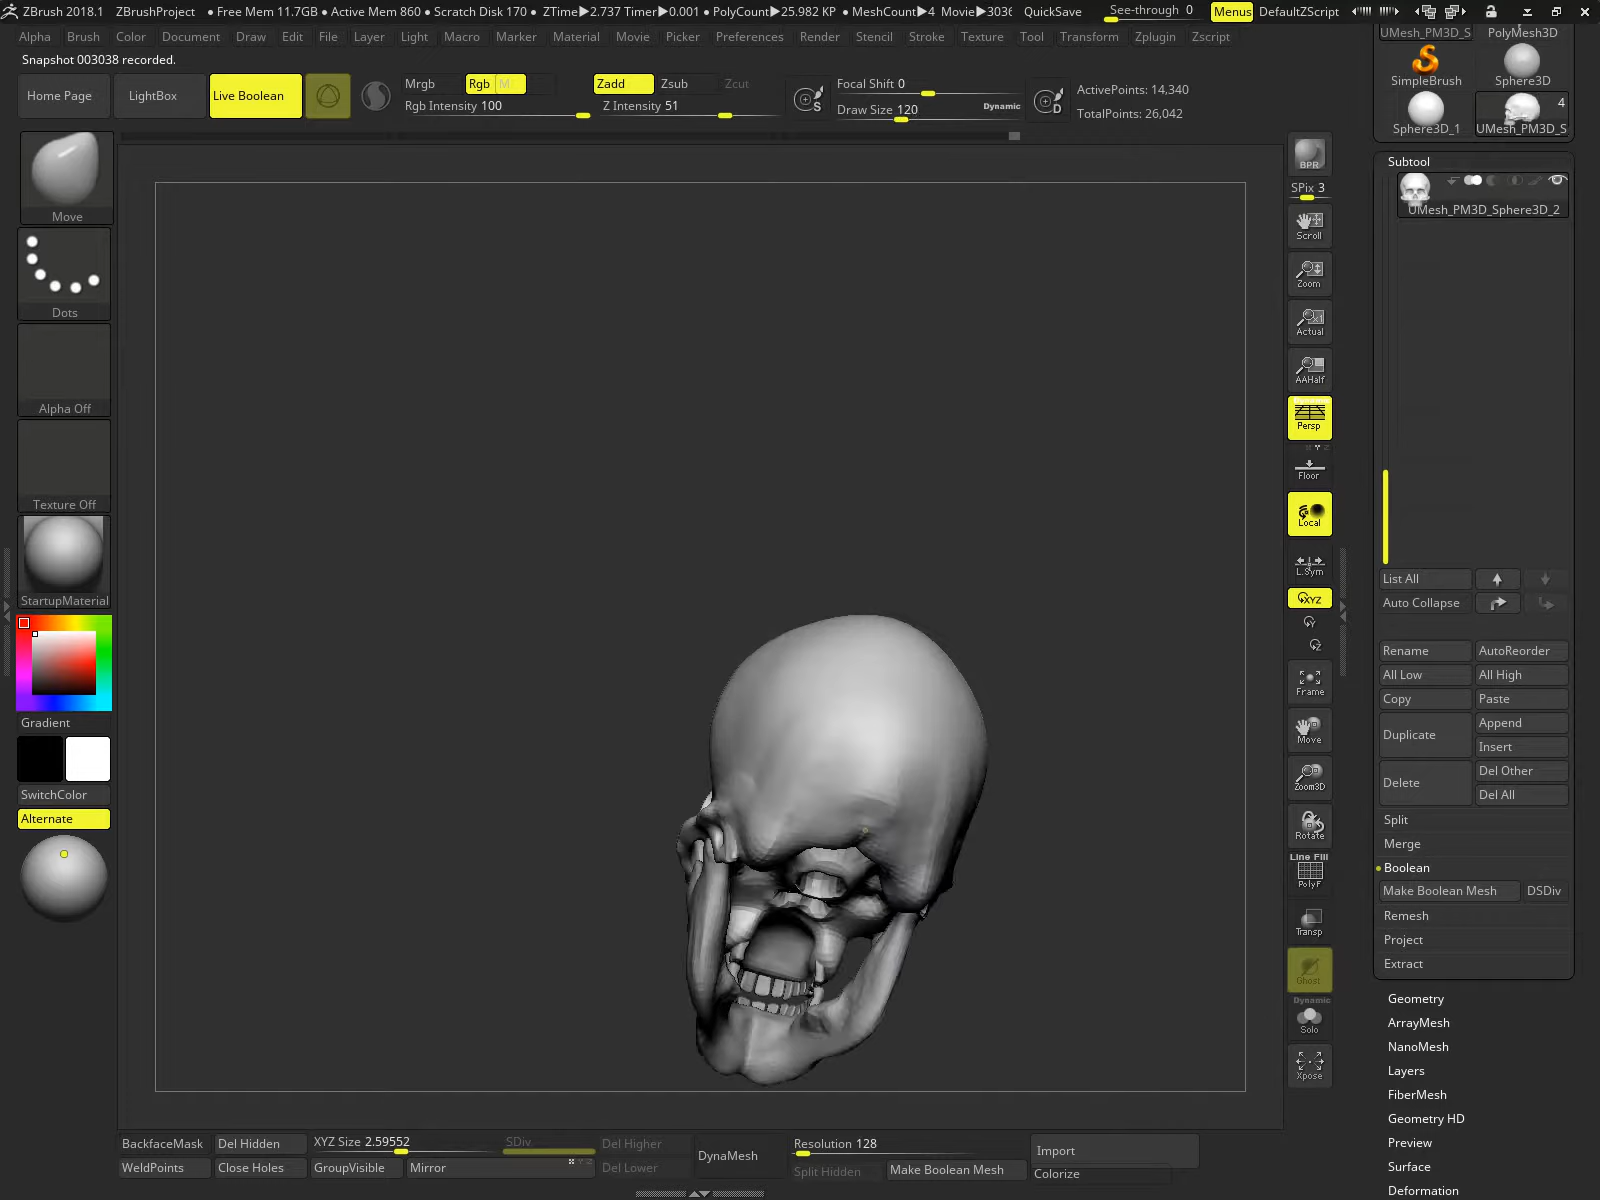 ZBrush 2018.1 ZBrushProject • Free Mem 11.7GB • Active Mem 860 • Scratch Disk 170 • ZTime▶2.737 Timer▶0.001 • PolyCount▶25.982 KP • MeshCount▶4 Movie▶3036 QuickSave See-through 0 Menus DefaultZScript
Alpha Brush Color Document Draw Edit File Layer Light Macro Marker Material Movie Picker Preferences Render Stencil Stroke Texture Tool Transform Zplugin Zscript
Snapshot 003038 recorded.
Home Page LightBox Live Boolean
Mrgb Rgb M
Rgb Intensity 100
Zadd Zsub Zcut
Z Intensity 51
S
Focal Shift 0
Draw Size 120 Dynamic
D
ActivePoints: 14,340
TotalPoints: 26,042
Move
Dots
Alpha Off
Texture Off
StartupMaterial
Gradient
SwitchColor
Alternate
BPR
SPix 3
Scroll
Zoom
Actual
AAHalf
Dynamic
Persp
Floor
Local
L.Sym
XYZ
Y
Z
Frame
Move
Zoom3D
Rotate
Line Fill
PolyF
Transp
Ghost
Dynamic
Solo
Xpose
UMesh_PM3D_S PolyMesh3D
SimpleBrush Sphere3D
4
Sphere3D_1 UMesh_PM3D_S
Subtool
UMesh_PM3D_Sphere3D_2
List All
Auto Collapse
Rename AutoReorder
All Low All High
Copy Paste
Duplicate Append
Insert
Delete Del Other
Del All
Split
Merge
Boolean
Make Boolean Mesh DSDiv
Remesh
Project
Extract
Geometry
ArrayMesh
NanoMesh
Layers
FiberMesh
Geometry HD
Preview
Surface
Deformation
BackfaceMask Del Hidden XYZ Size 2.59552 SDiv Del Higher DynaMesh Resolution 128 Import
WeldPoints Close Holes GroupVisible Mirror Del Lower Split Hidden Make Boolean Mesh Colorize